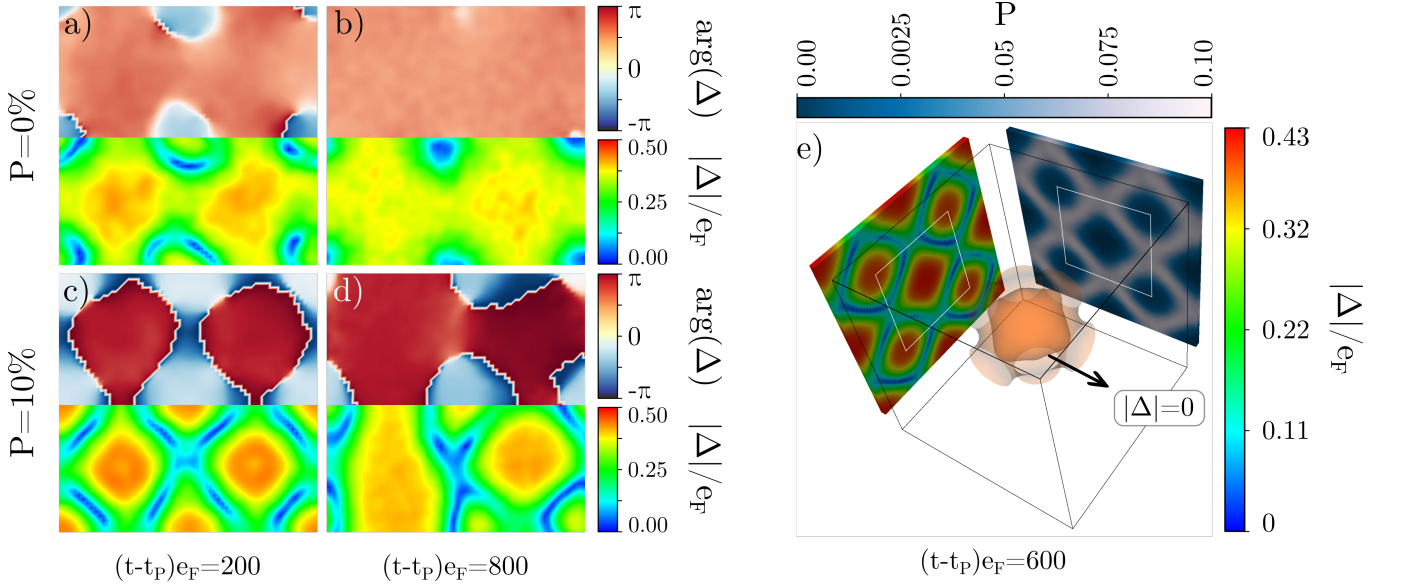 P=0%
a)
b)
π
0
-π
arg(Δ)
0.50
0.25
0.00
|Δ|/e_F
P=10%
c)
d)
π
0
-π
arg(Δ)
0.50
0.25
0.00
|Δ|/e_F
(t-t_P)e_F=200
(t-t_P)e_F=800
P
0.00
0.0025
0.05
0.075
0.10
e)
|Δ|=0
0.43
0.32
0.22
0.11
0
|Δ|/e_F
(t-t_P)e_F=600